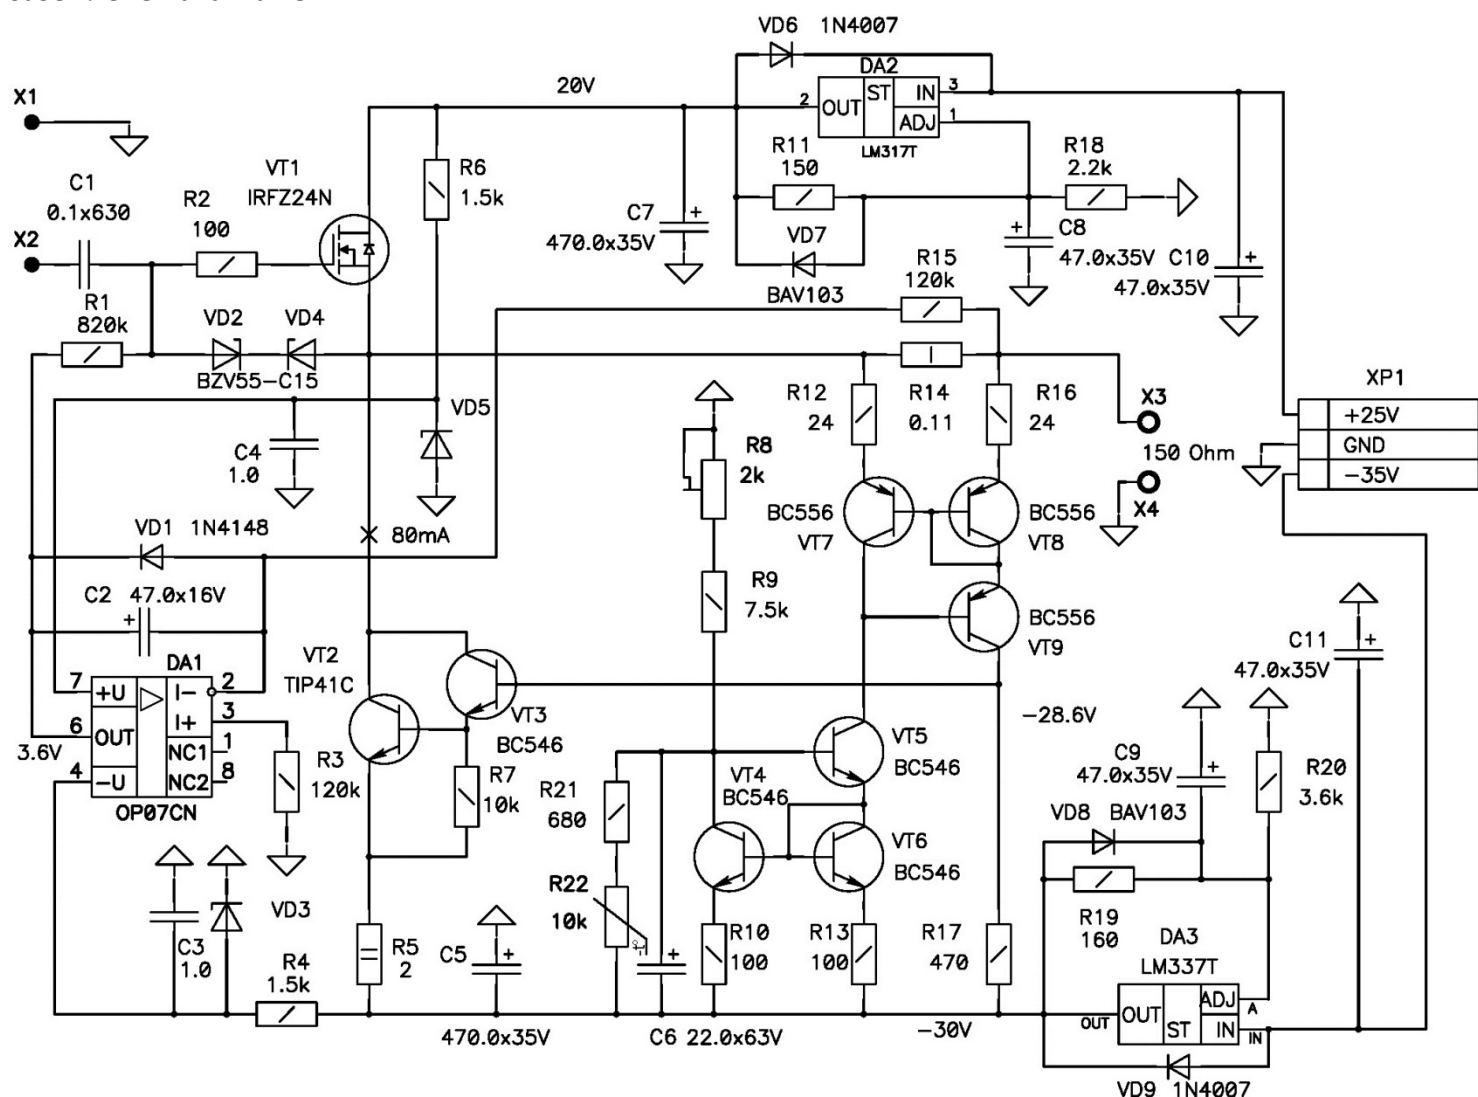 VD6 1N4007
DA2
X1
20V
2 OUT ST IN 3
ADJ 1
LM317T
R11
150
R18
2.2k
VT1
IRFZ24N
R6
1.5k
C1
0.1x630
R2
100
C7
470.0x35V
VD7
BAV103
C8
47.0x35V
C10
47.0x35V
X2
R1
820k
R15
120k
VD2 VD4
BZV55-C15
XP1
+25V
GND
-35V
R12
24
R14
0.11
R16
24
X3
150 Ohm
X4
VD5
C4
1.0
R8
2k
BC556
VT7
BC556
VT8
VD1 1N4148
80mA
C2 47.0x16V
R9
7.5k
BC556
VT9
C11
47.0x35V
DA1
7 +U I- 2
I+ 3
6 OUT
NC1 1
4 -U NC2 8
OP07CN
3.6V
VT2
TIP41C
VT3
BC546
-28.6V
R3
120k
R7
10k
R21
680
VT4
BC546
VT5
BC546
C9
47.0x35V
R20
3.6k
VD8 BAV103
VT6
BC546
R22
10k
-t°
VD3
C3
1.0
R4
1.5k
R5
2
C5
470.0x35V
R10
100
R13
100
R17
470
R19
160
DA3
LM337T
OUT OUT ST ADJ A
IN IN
C6 22.0x63V
-30V
VD9 1N4007